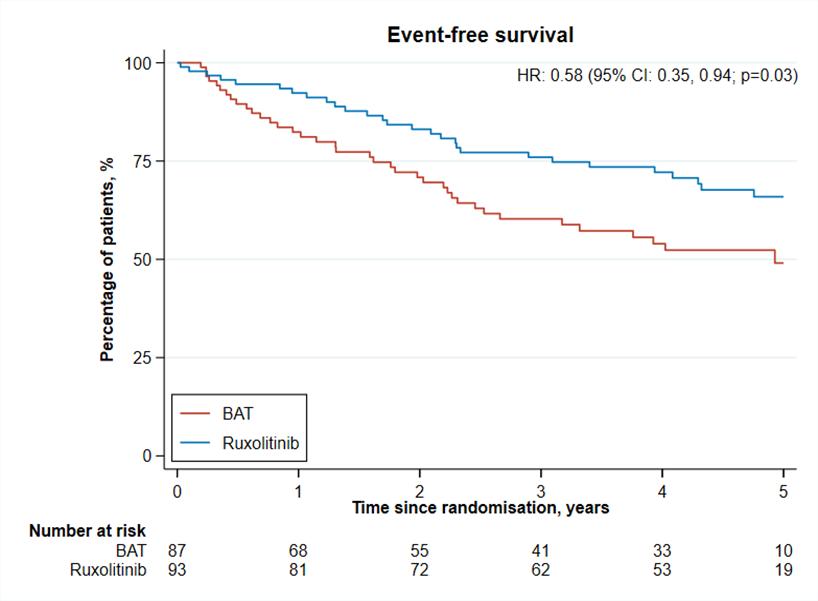 Event-free survival
HR: 0.58 (95% CI: 0.35, 0.94; p=0.03)
Percentage of patients, %
100
75
50
25
0
BAT
Ruxolitinib
0 1 2 3 4 5
Time since randomisation, years
Number at risk
BAT 87 68 55 41 33 10
Ruxolitinib 93 81 72 62 53 19